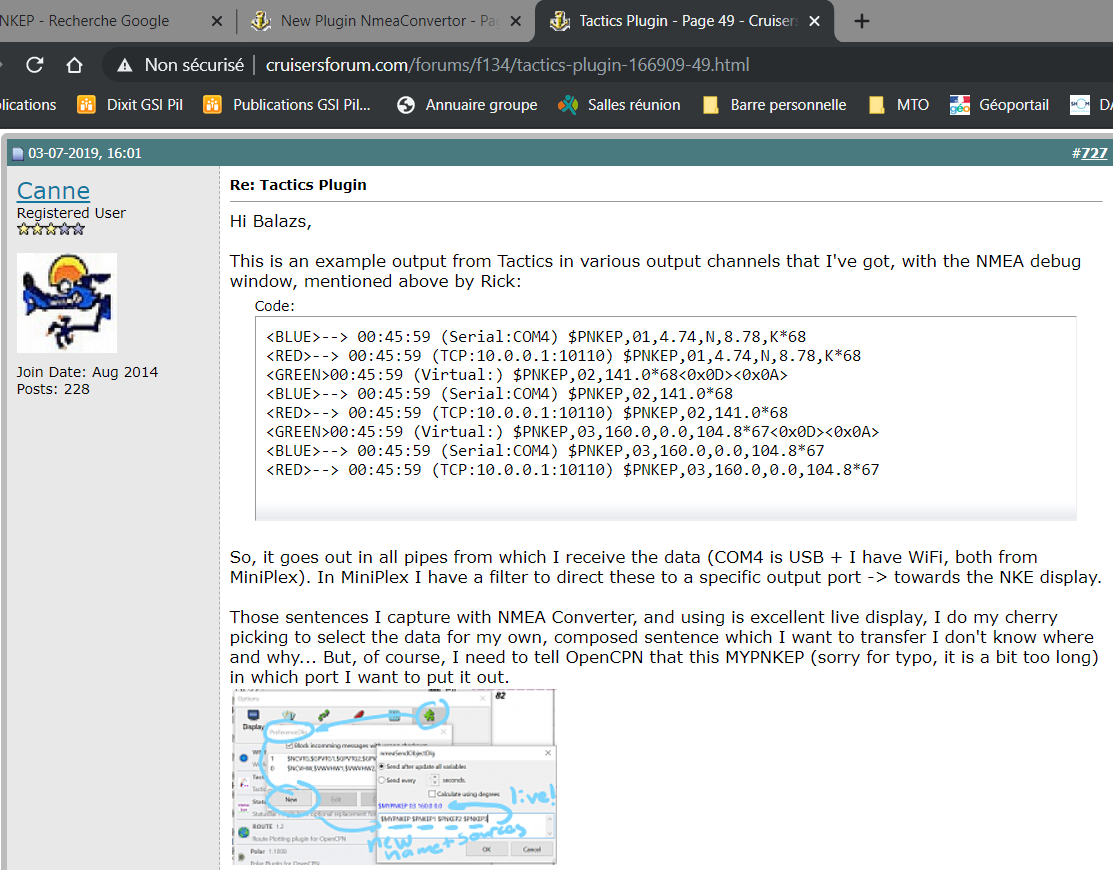 NKEP - Recherche Google
New Plugin NmeaConvertor - Pa
Tactics Plugin - Page 49 - Cruisers
Non sécurisé cruisersforum.com/forums/f134/tactics-plugin-166909-49.html
lications Dixit GSI Pil Publications GSI Pil... Annuaire groupe Salles réunion Barre personnelle MTO Géoportail DA
03-07-2019, 16:01 #727
Canne
Registered User
Join Date: Aug 2014
Posts: 228
Re: Tactics Plugin
Hi Balazs,
This is an example output from Tactics in various output channels that I've got, with the NMEA debug
window, mentioned above by Rick:
Code:
<BLUE>--> 00:45:59 (Serial:COM4) $PNKEP,01,4.74,N,8.78,K*68
<RED>--> 00:45:59 (TCP:10.0.0.1:10110) $PNKEP,01,4.74,N,8.78,K*68
<GREEN>00:45:59 (Virtual:) $PNKEP,02,141.0*68<0x0D><0x0A>
<BLUE>--> 00:45:59 (Serial:COM4) $PNKEP,02,141.0*68
<RED>--> 00:45:59 (TCP:10.0.0.1:10110) $PNKEP,02,141.0*68
<GREEN>00:45:59 (Virtual:) $PNKEP,03,160.0,0.0,104.8*67<0x0D><0x0A>
<BLUE>--> 00:45:59 (Serial:COM4) $PNKEP,03,160.0,0.0,104.8*67
<RED>--> 00:45:59 (TCP:10.0.0.1:10110) $PNKEP,03,160.0,0.0,104.8*67
So, it goes out in all pipes from which I receive the data (COM4 is USB + I have WiFi, both from
MiniPlex). In MiniPlex I have a filter to direct these to a specific output port -> towards the NKE display.
Those sentences I capture with NMEA Converter, and using is excellent live display, I do my cherry
picking to select the data for my own, composed sentence which I want to transfer I don't know where
and why... But, of course, I need to tell OpenCPN that this MYPNKEP (sorry for typo, it is a bit too long)
in which port I want to put it out.
Options
82
Display
PreferenceDlg
Block incomming messages with
nmeaSendObjectDlg
Send after update all variables
Send every seconds.
Calculate using degrees
$MYPNKEP 03 160.0 0.0
live!
New Edit
new name + sources
ROUTE 1.2
Route Plotting plugin for OpenCPN
Polar
OK Cancel